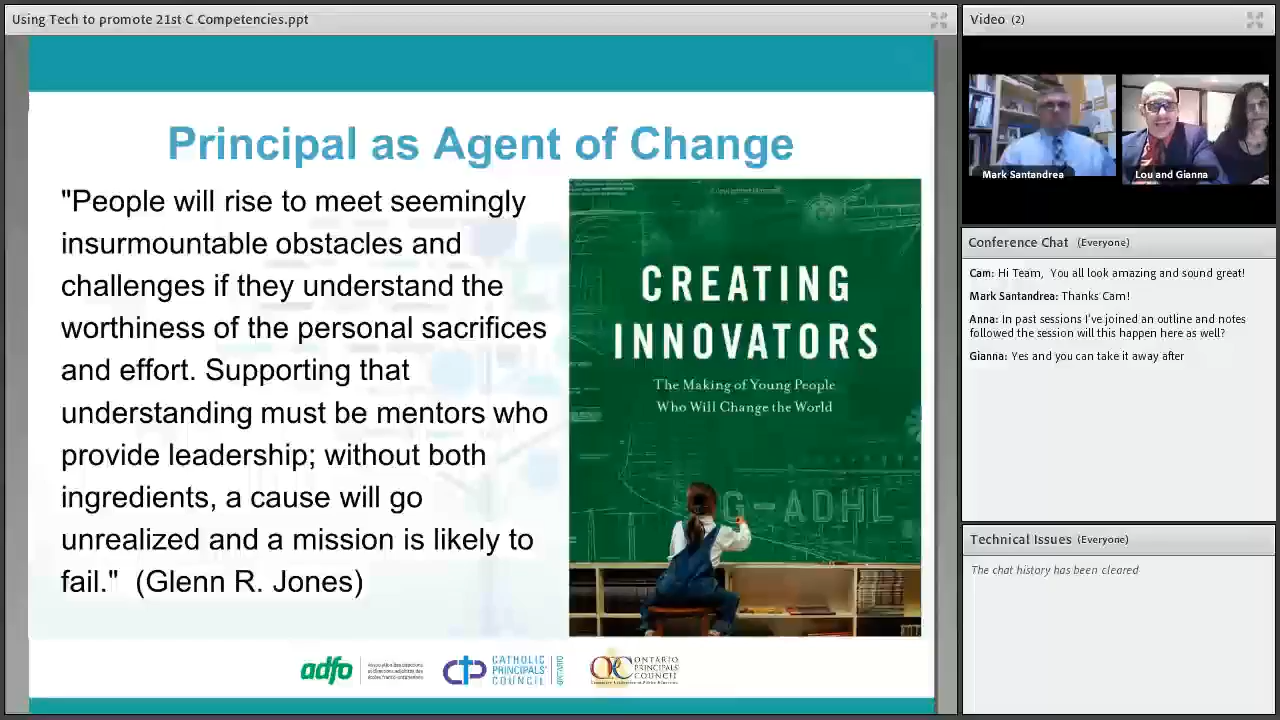 Using Tech to promote 21st C Competencies.ppt
Principal as Agent of Change
"People will rise to meet seemingly
insurmountable obstacles and
challenges if they understand the
worthiness of the personal sacrifices
and effort. Supporting that
understanding must be mentors who
provide leadership; without both
ingredients, a cause will go
unrealized and a mission is likely to
fail." (Glenn R. Jones)
CREATING
INNOVATORS
The Making of Young People
Who Will Change the World
G-ADHL
adfo
CATHOLIC
PRINCIPALS'
COUNCIL
ONTARIO
ONTARIO
PRINCIPALS'
COUNCIL
Video (2)
Mark Santandrea
Lou and Gianna
Conference Chat (Everyone)
Cam: Hi Team, You all look amazing and sound great!
Mark Santandrea: Thanks Cam!
Anna: In past sessions I've joined an outline and notes
followed the session will this happen here as well?
Gianna: Yes and you can take it away after
Technical Issues (Everyone)
The chat history has been cleared